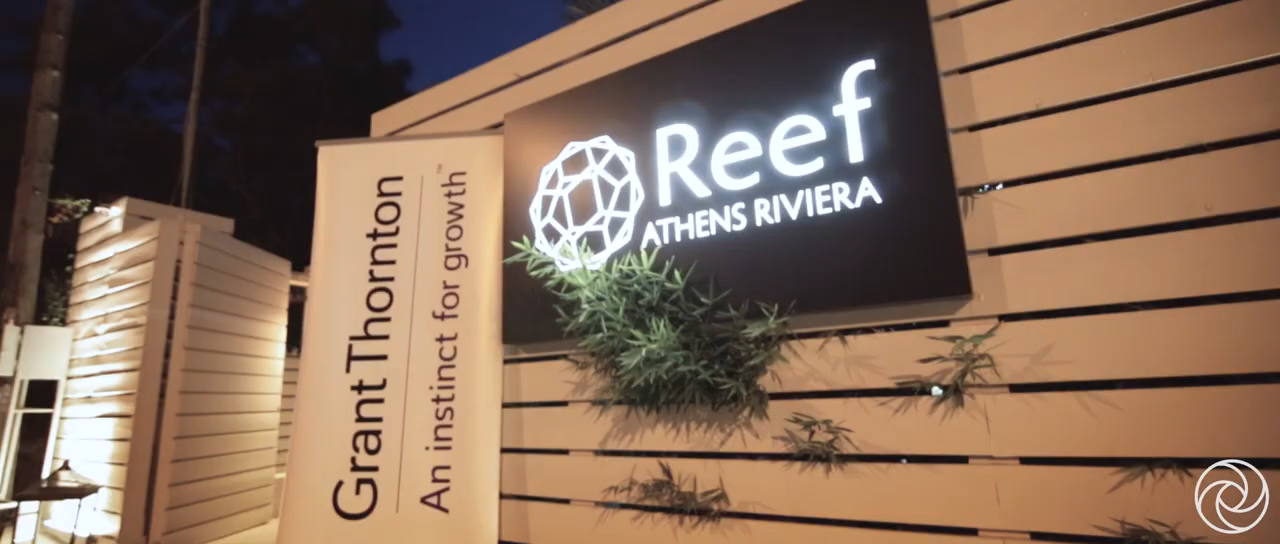 Grant Thornton
An instinct for growth™
Reef
ATHENS RIVIERA